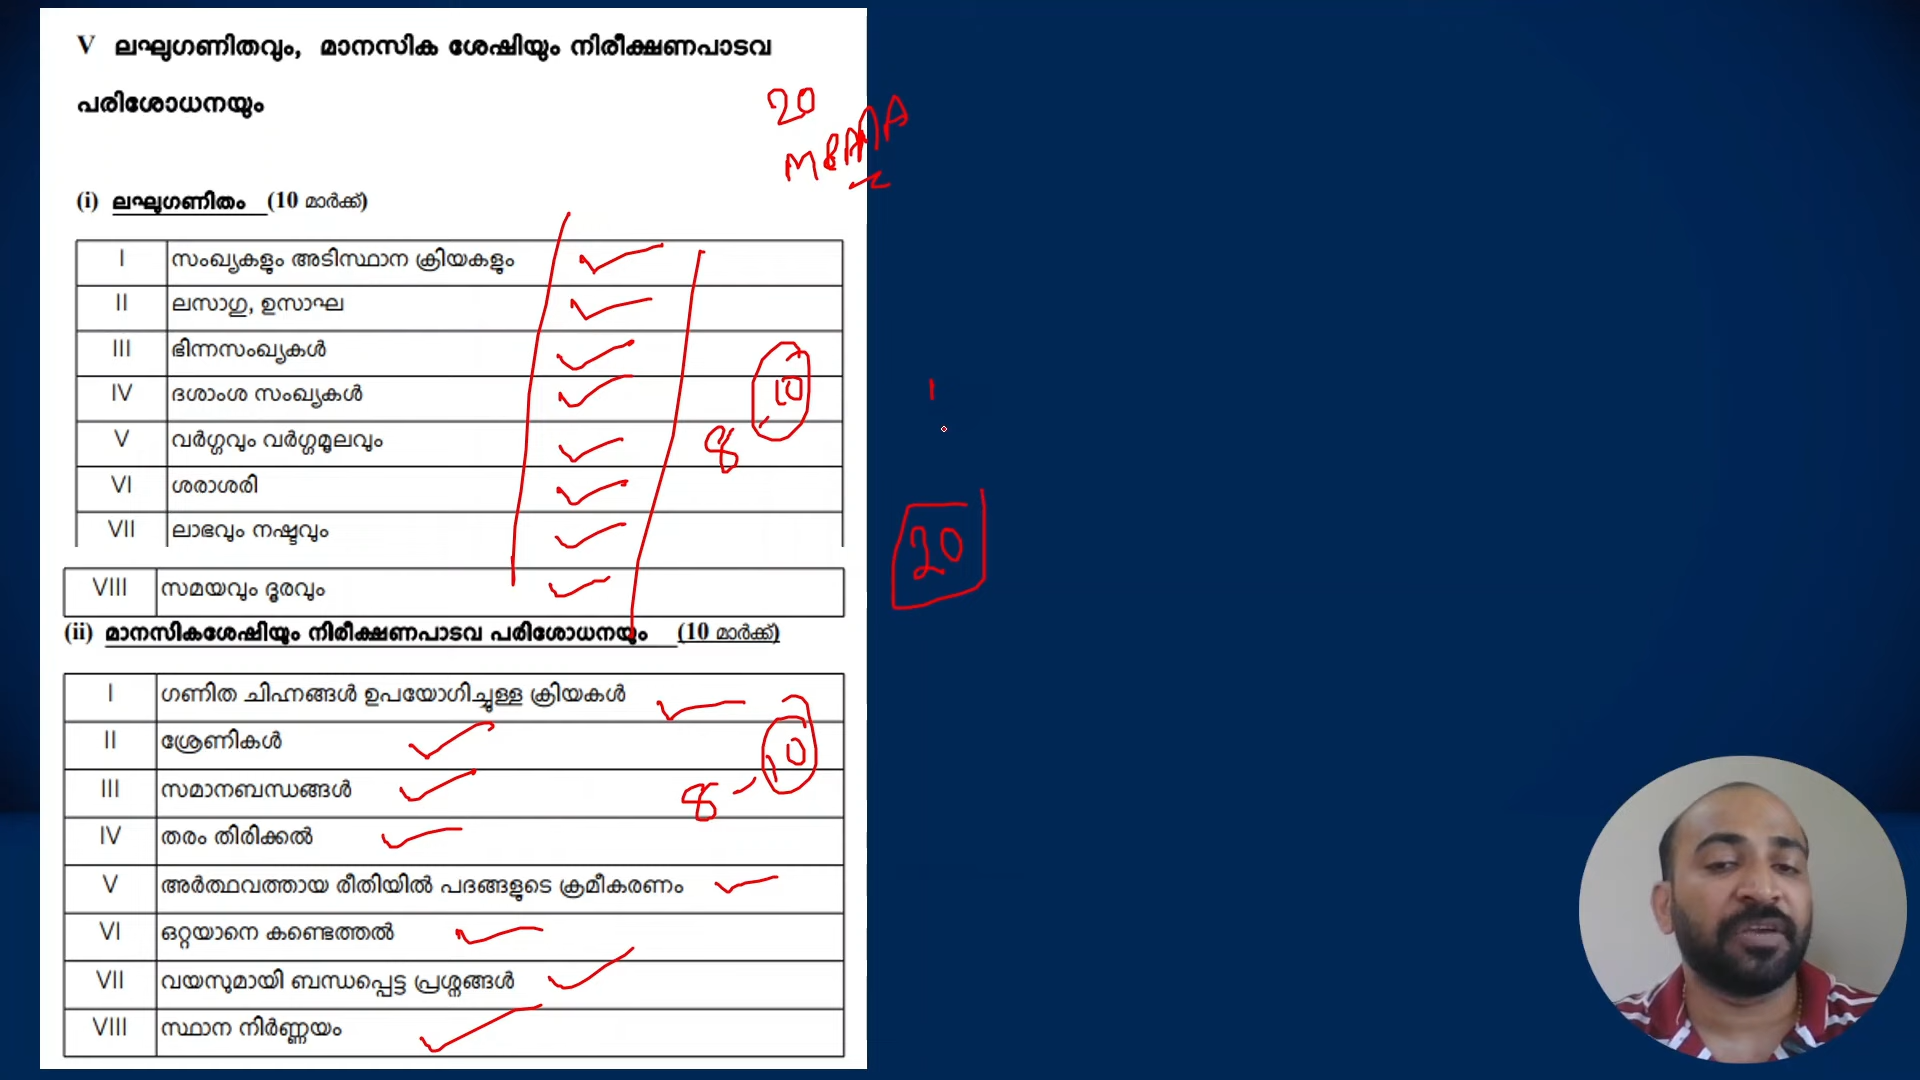 V ലഘുഗണിതവും, മാനസിക ശേഷിയും നിരീക്ഷണപാടവ
പരിശോധനയും
20
M&MA
(i) ലഘുഗണിതം (10 മാർക്ക്)
I സംഖ്യകളും അടിസ്ഥാന ക്രിയകളും
II ലസാഗു, ഉസാഘ
III ഭിന്നസംഖ്യകൾ
IV ദശാംശ സംഖ്യകൾ
10
V വർഗ്ഗവും വർഗ്ഗമൂലവും
8
VI ശരാശരി
VII ലാഭവും നഷ്ടവും
20
VIII സമയവും ദൂരവും
(ii) മാനസികശേഷിയും നിരീക്ഷണപാടവ പരിശോധനയും (10 മാർക്ക്)
I ഗണിത ചിഹ്നങ്ങൾ ഉപയോഗിച്ചുള്ള ക്രിയകൾ
II ശ്രേണികൾ
10
III സമാനബന്ധങ്ങൾ
8
IV തരം തിരിക്കൽ
V അർത്ഥവത്തായ രീതിയിൽ പദങ്ങളുടെ ക്രമീകരണം
VI ഒറ്റയാനെ കണ്ടെത്തൽ
VII വയസുമായി ബന്ധപ്പെട്ട പ്രശ്നങ്ങൾ
VIII സ്ഥാന നിർണ്ണയം